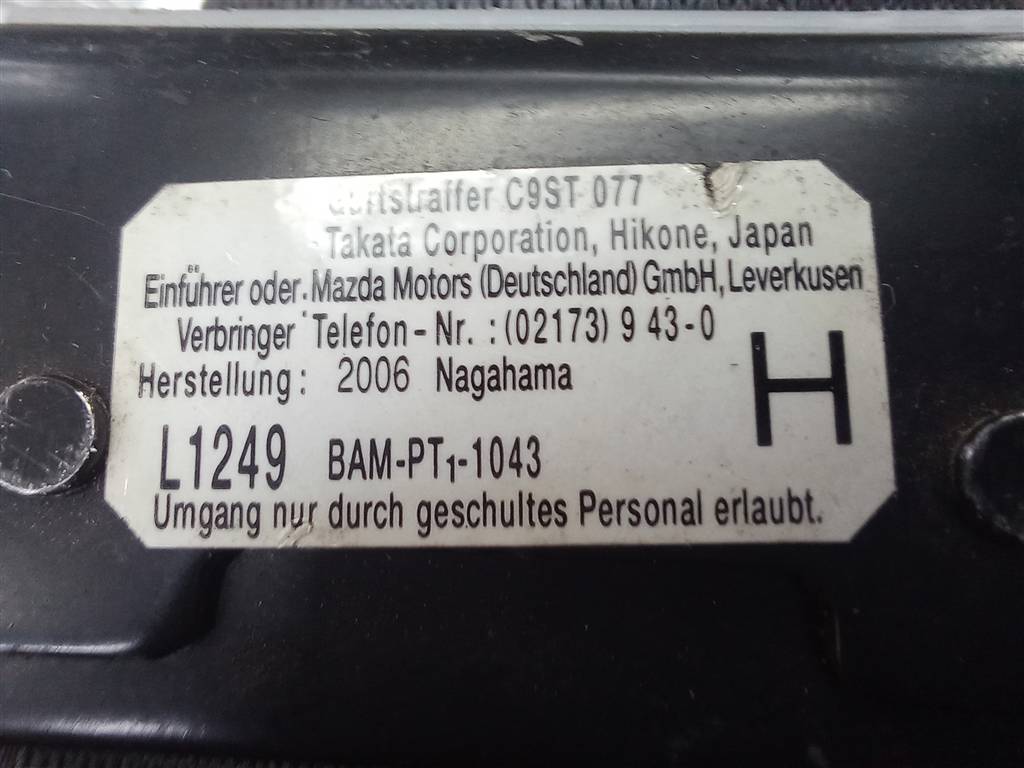 Gurtstraffer C9ST 077
Takata Corporation, Hikone, Japan
Einführer oder Mazda Motors (Deutschland) GmbH, Leverkusen
Verbringer Telefon-Nr. : (02173) 9 43-0
Herstellung: 2006 Nagahama
H
L1249 BAM-PT1-1043
Umgang nur durch geschultes Personal erlaubt.